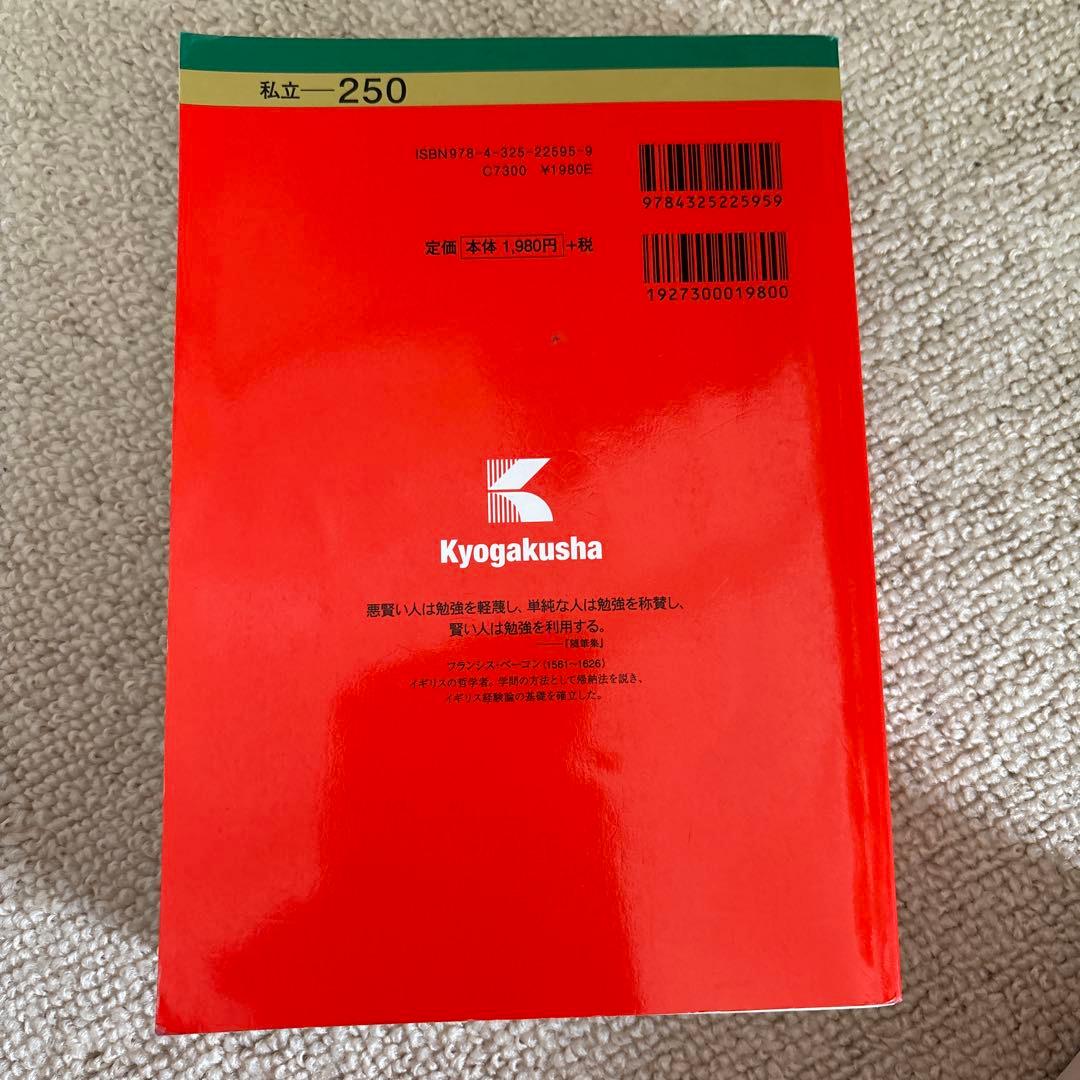 私立―250
ISBN978-4-325-22595-9
C7300 ¥1980E
9784325225959
定価 本体 1,980円 +税
1927300019800
Kyogakusha
悪賢い人は勉強を軽蔑し、単純な人は勉強を称賛し、
賢い人は勉強を利用する。
――『随筆集』
フランシス・ベーコン(1561~1626)
イギリスの哲学者。学問の方法として帰納法を説き、
イギリス経験論の基礎を確立した。